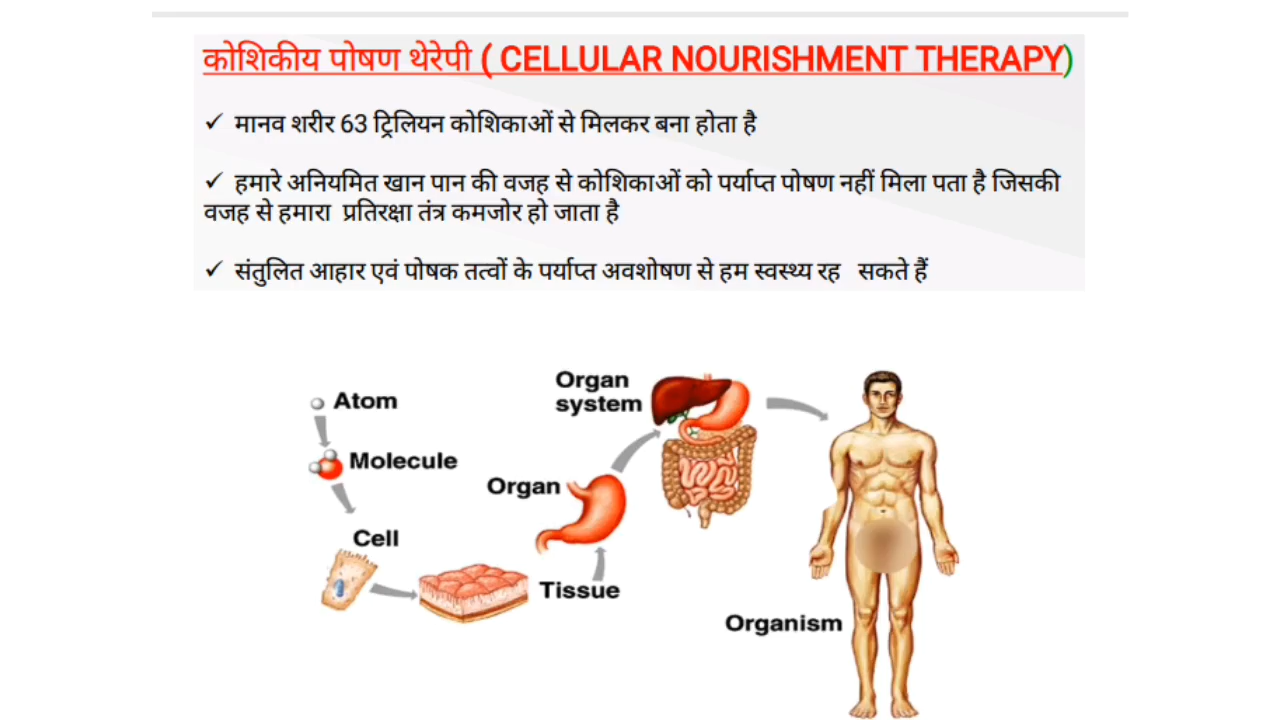 कोशिकीय पोषण थेरेपी ( CELLULAR NOURISHMENT THERAPY)
✓ मानव शरीर 63 ट्रिलियन कोशिकाओं से मिलकर बना होता है
✓ हमारे अनियमित खान पान की वजह से कोशिकाओं को पर्याप्त पोषण नहीं मिला पता है जिसकी
वजह से हमारा प्रतिरक्षा तंत्र कमजोर हो जाता है
✓ संतुलित आहार एवं पोषक तत्वों के पर्याप्त अवशोषण से हम स्वस्थ्य रह सकते हैं
Atom
Molecule
Cell
Tissue
Organ
Organ
system
Organism